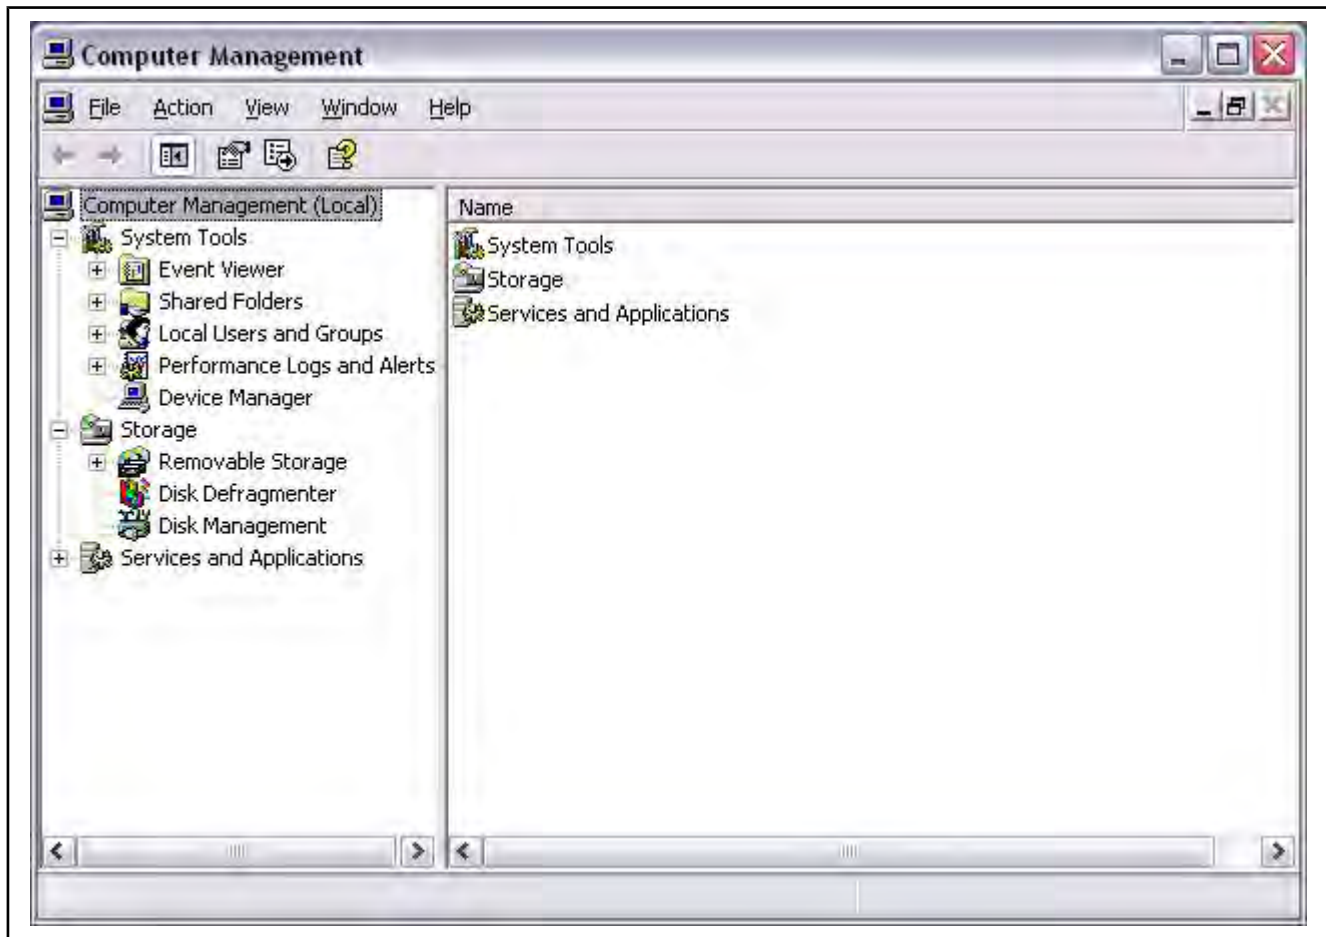 Computer Management
File Action View Window Help
Computer Management (Local)
System Tools
Event Viewer
Shared Folders
Local Users and Groups
Performance Logs and Alerts
Device Manager
Storage
Removable Storage
Disk Defragmenter
Disk Management
Services and Applications
Name
System Tools
Storage
Services and Applications